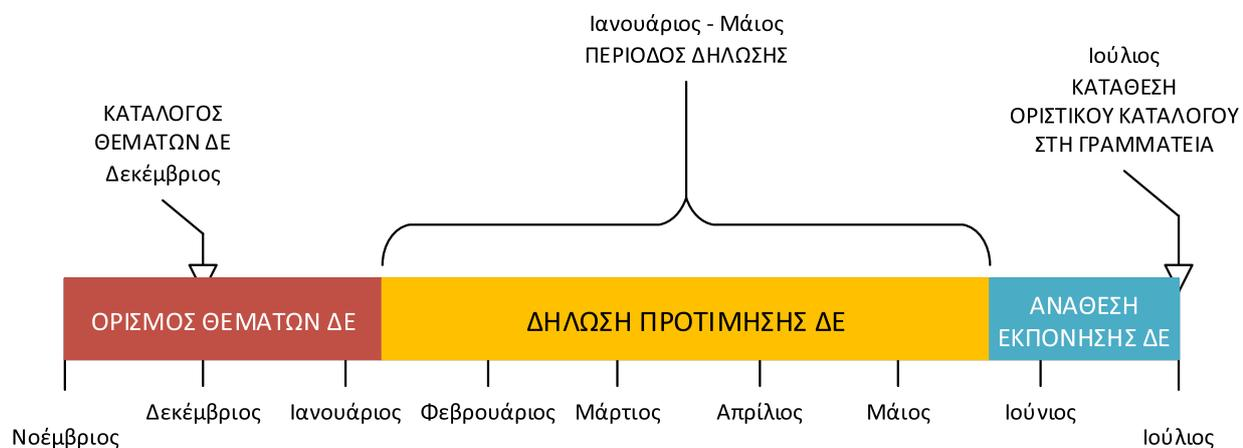 Ιανουάριος - Μάιος
ΠΕΡΙΟΔΟΣ ΔΗΛΩΣΗΣ
Ιούλιος
ΚΑΤΑΘΕΣΗ
ΟΡΙΣΤΙΚΟΥ ΚΑΤΑΛΟΓΟΥ
ΣΤΗ ΓΡΑΜΜΑΤΕΙΑ
ΚΑΤΑΛΟΓΟΣ
ΘΕΜΑΤΩΝ ΔΕ
Δεκέμβριος
ΟΡΙΣΜΟΣ ΘΕΜΑΤΩΝ ΔΕ
ΔΗΛΩΣΗ ΠΡΟΤΙΜΗΣΗΣ ΔΕ
ΑΝΑΘΕΣΗ
ΕΚΠΟΝΗΣΗΣ ΔΕ
Νοέμβριος
Δεκέμβριος
Ιανουάριος
Φεβρουάριος
Μάρτιος
Απρίλιος
Μάιος
Ιούνιος
Ιούλιος